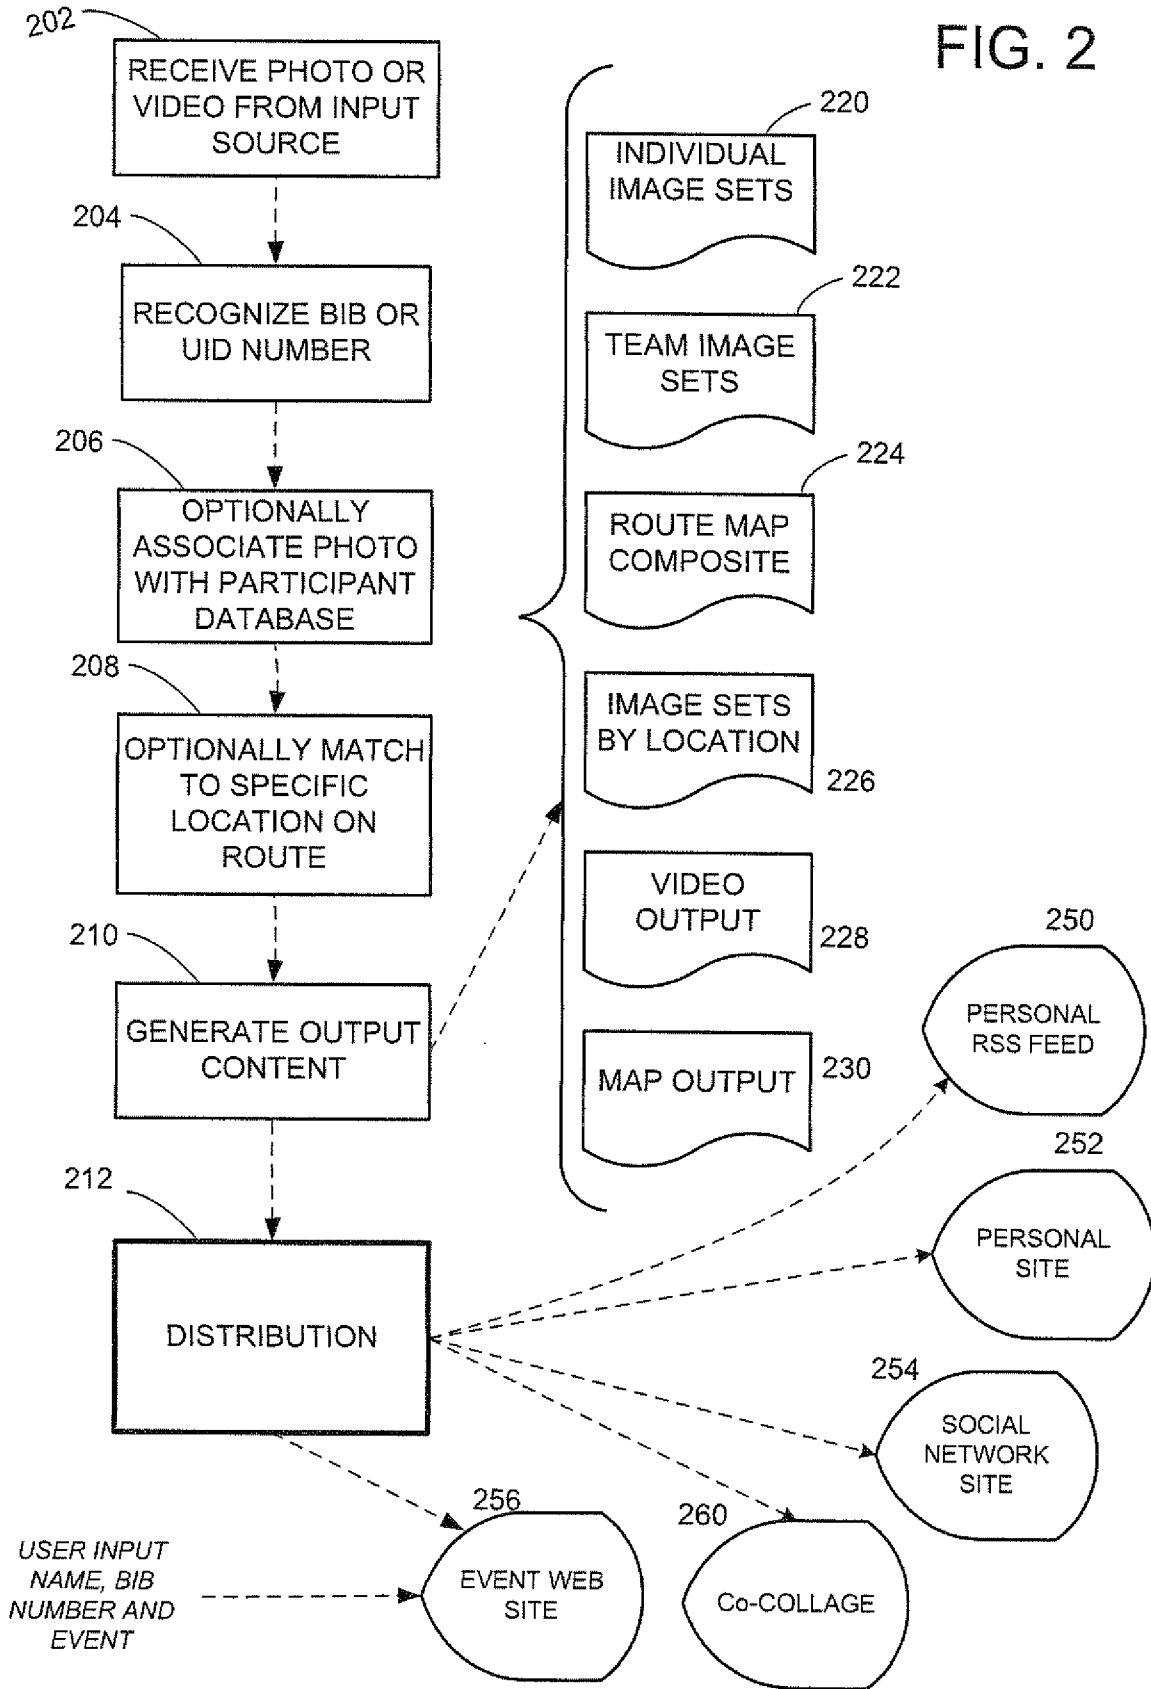 FIG. 2
202
RECEIVE PHOTO OR
VIDEO FROM INPUT
SOURCE
204
RECOGNIZE BIB OR
UID NUMBER
206
OPTIONALLY
ASSOCIATE PHOTO
WITH PARTICIPANT
DATABASE
208
OPTIONALLY MATCH
TO SPECIFIC
LOCATION ON
ROUTE
210
GENERATE OUTPUT
CONTENT
212
DISTRIBUTION
220
INDIVIDUAL
IMAGE SETS
222
TEAM IMAGE
SETS
224
ROUTE MAP
COMPOSITE
IMAGE SETS
BY LOCATION
226
VIDEO
OUTPUT
228
MAP OUTPUT
230
250
PERSONAL
RSS FEED
252
PERSONAL
SITE
254
SOCIAL
NETWORK
SITE
256
EVENT WEB
SITE
260
Co-COLLAGE
USER INPUT
NAME, BIB
NUMBER AND
EVENT